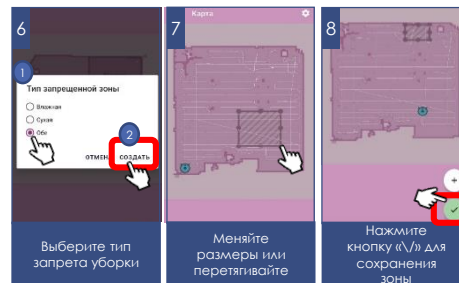 6
1
Тип запрещенной зоны
Влажная
Сухая
Обе
2
ОТМЕН СОЗДАТЬ
Выберите тип
запрета уборки
7
Карта
Меняйте
размеры или
перетягивайте
8
+
Нажмите
кнопку «\/» для
сохранения
зоны